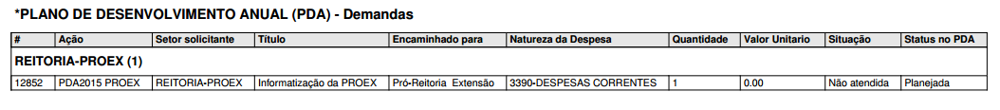 *PLANO DE DESENVOLVIMENTO ANUAL (PDA) - Demandas
# Ação Setor solicitante Título Encaminhado para Natureza da Despesa Quantidade Valor Unitario Situação Status no PDA
REITORIA-PROEX (1)
12852 PDA2015 PROEX REITORIA-PROEX Informatização da PROEX Pró-Reitoria Extensão 3390-DESPESAS CORRENTES 1 0.00 Não atendida Planejada